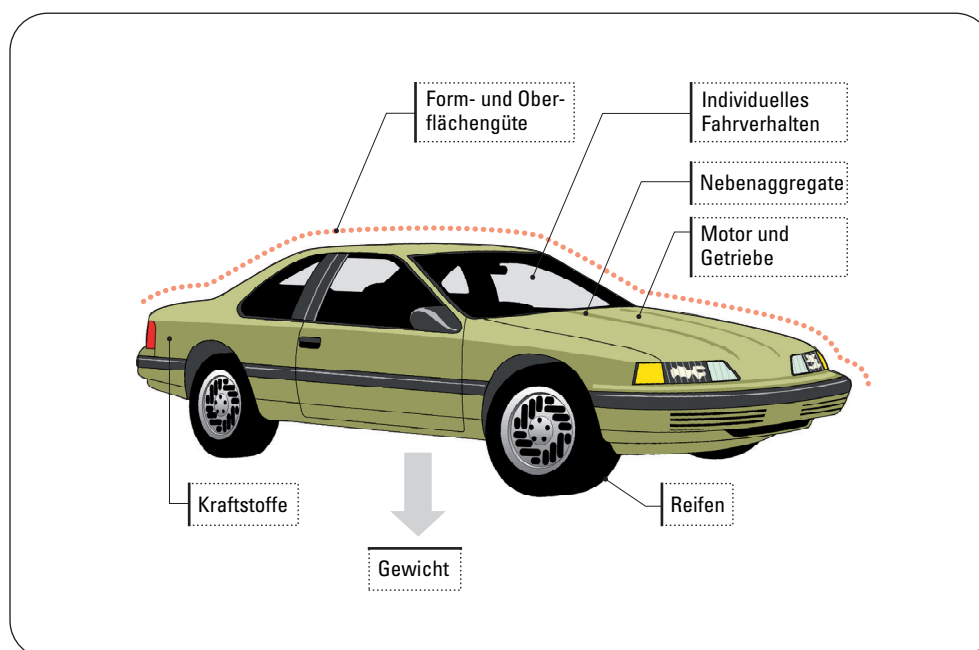 Form- und Ober-
flächengüte
Individuelles
Fahrverhalten
Nebenaggregate
Motor und
Getriebe
Kraftstoffe
Reifen
Gewicht